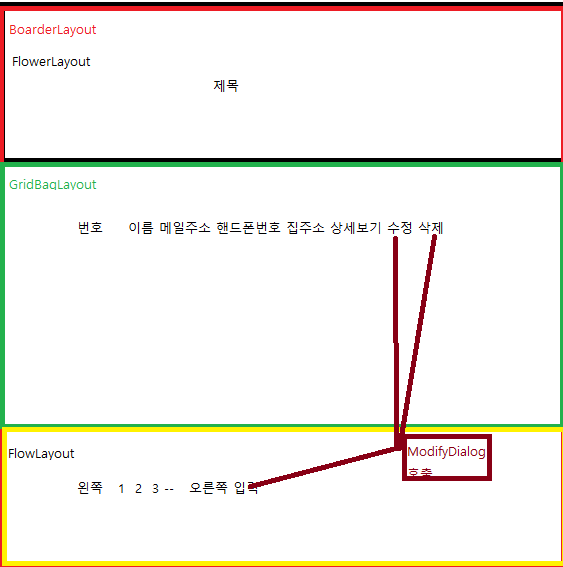 BoarderLayout
FlowerLayout
제목
GridBagLayout
번호 이름 메일주소 핸드폰번호 집주소 상세보기 수정 삭제
FlowLayout
ModifyDialog
호출
왼쪽 1 2 3 -- 오른쪽 입력